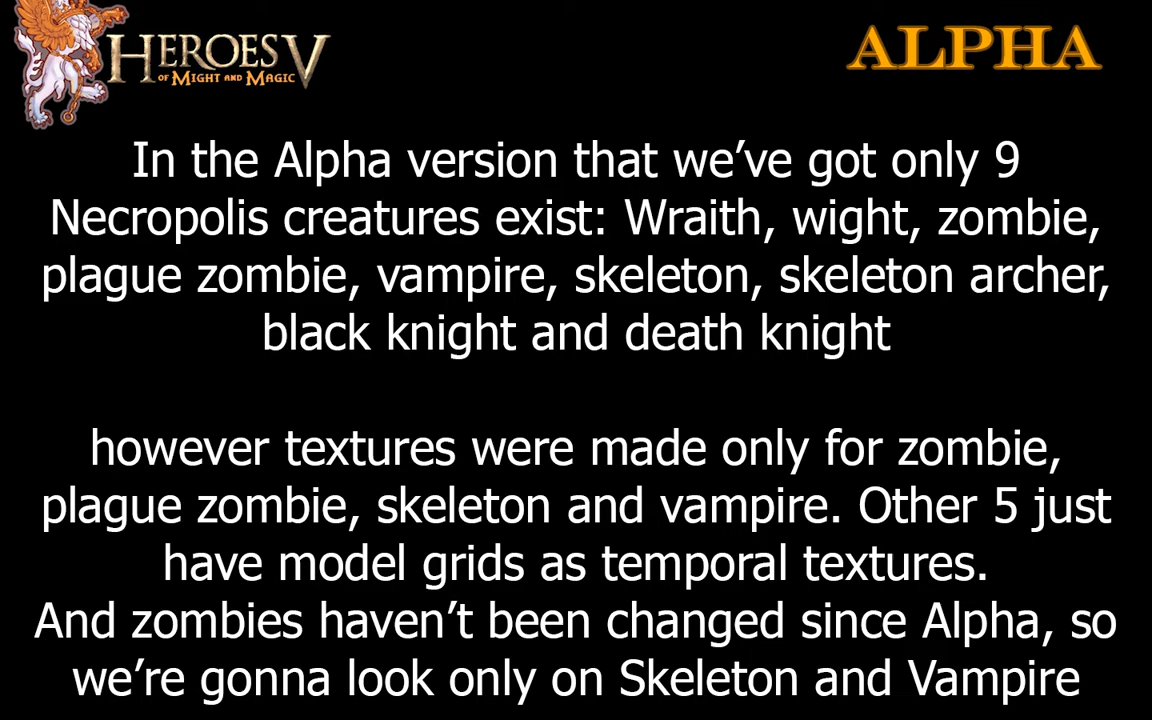 HEROES V
OF MIGHT AND MAGIC
ALPHA
In the Alpha version that we’ve got only 9
Necropolis creatures exist: Wraith, wight, zombie,
plague zombie, vampire, skeleton, skeleton archer,
black knight and death knight
however textures were made only for zombie,
plague zombie, skeleton and vampire. Other 5 just
have model grids as temporal textures.
And zombies haven’t been changed since Alpha, so
we’re gonna look only on Skeleton and Vampire